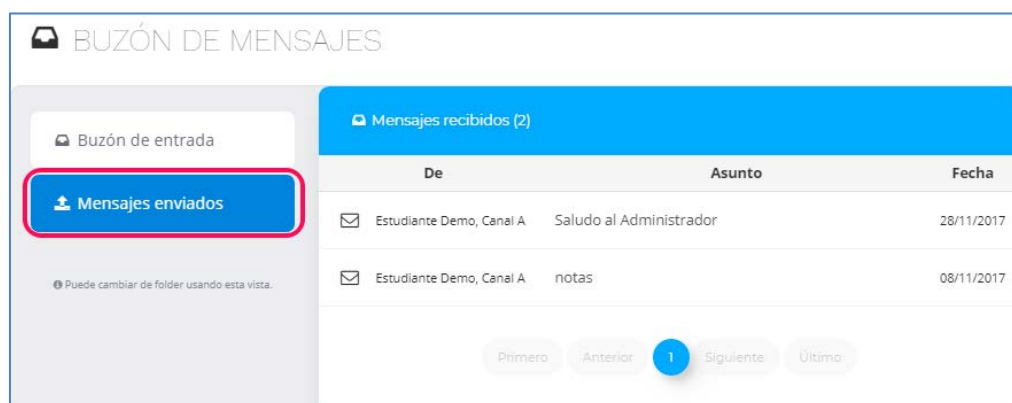 BUZÓN DE MENSAJES
Buzón de entrada
Mensajes enviados
Puede cambiar de folder usando esta vista.
Mensajes recibidos (2)
De Asunto Fecha
Estudiante Demo, Canal A Saludo al Administrador 28/11/2017
Estudiante Demo, Canal A notas 08/11/2017
Primero Anterior 1 Siguiente Último